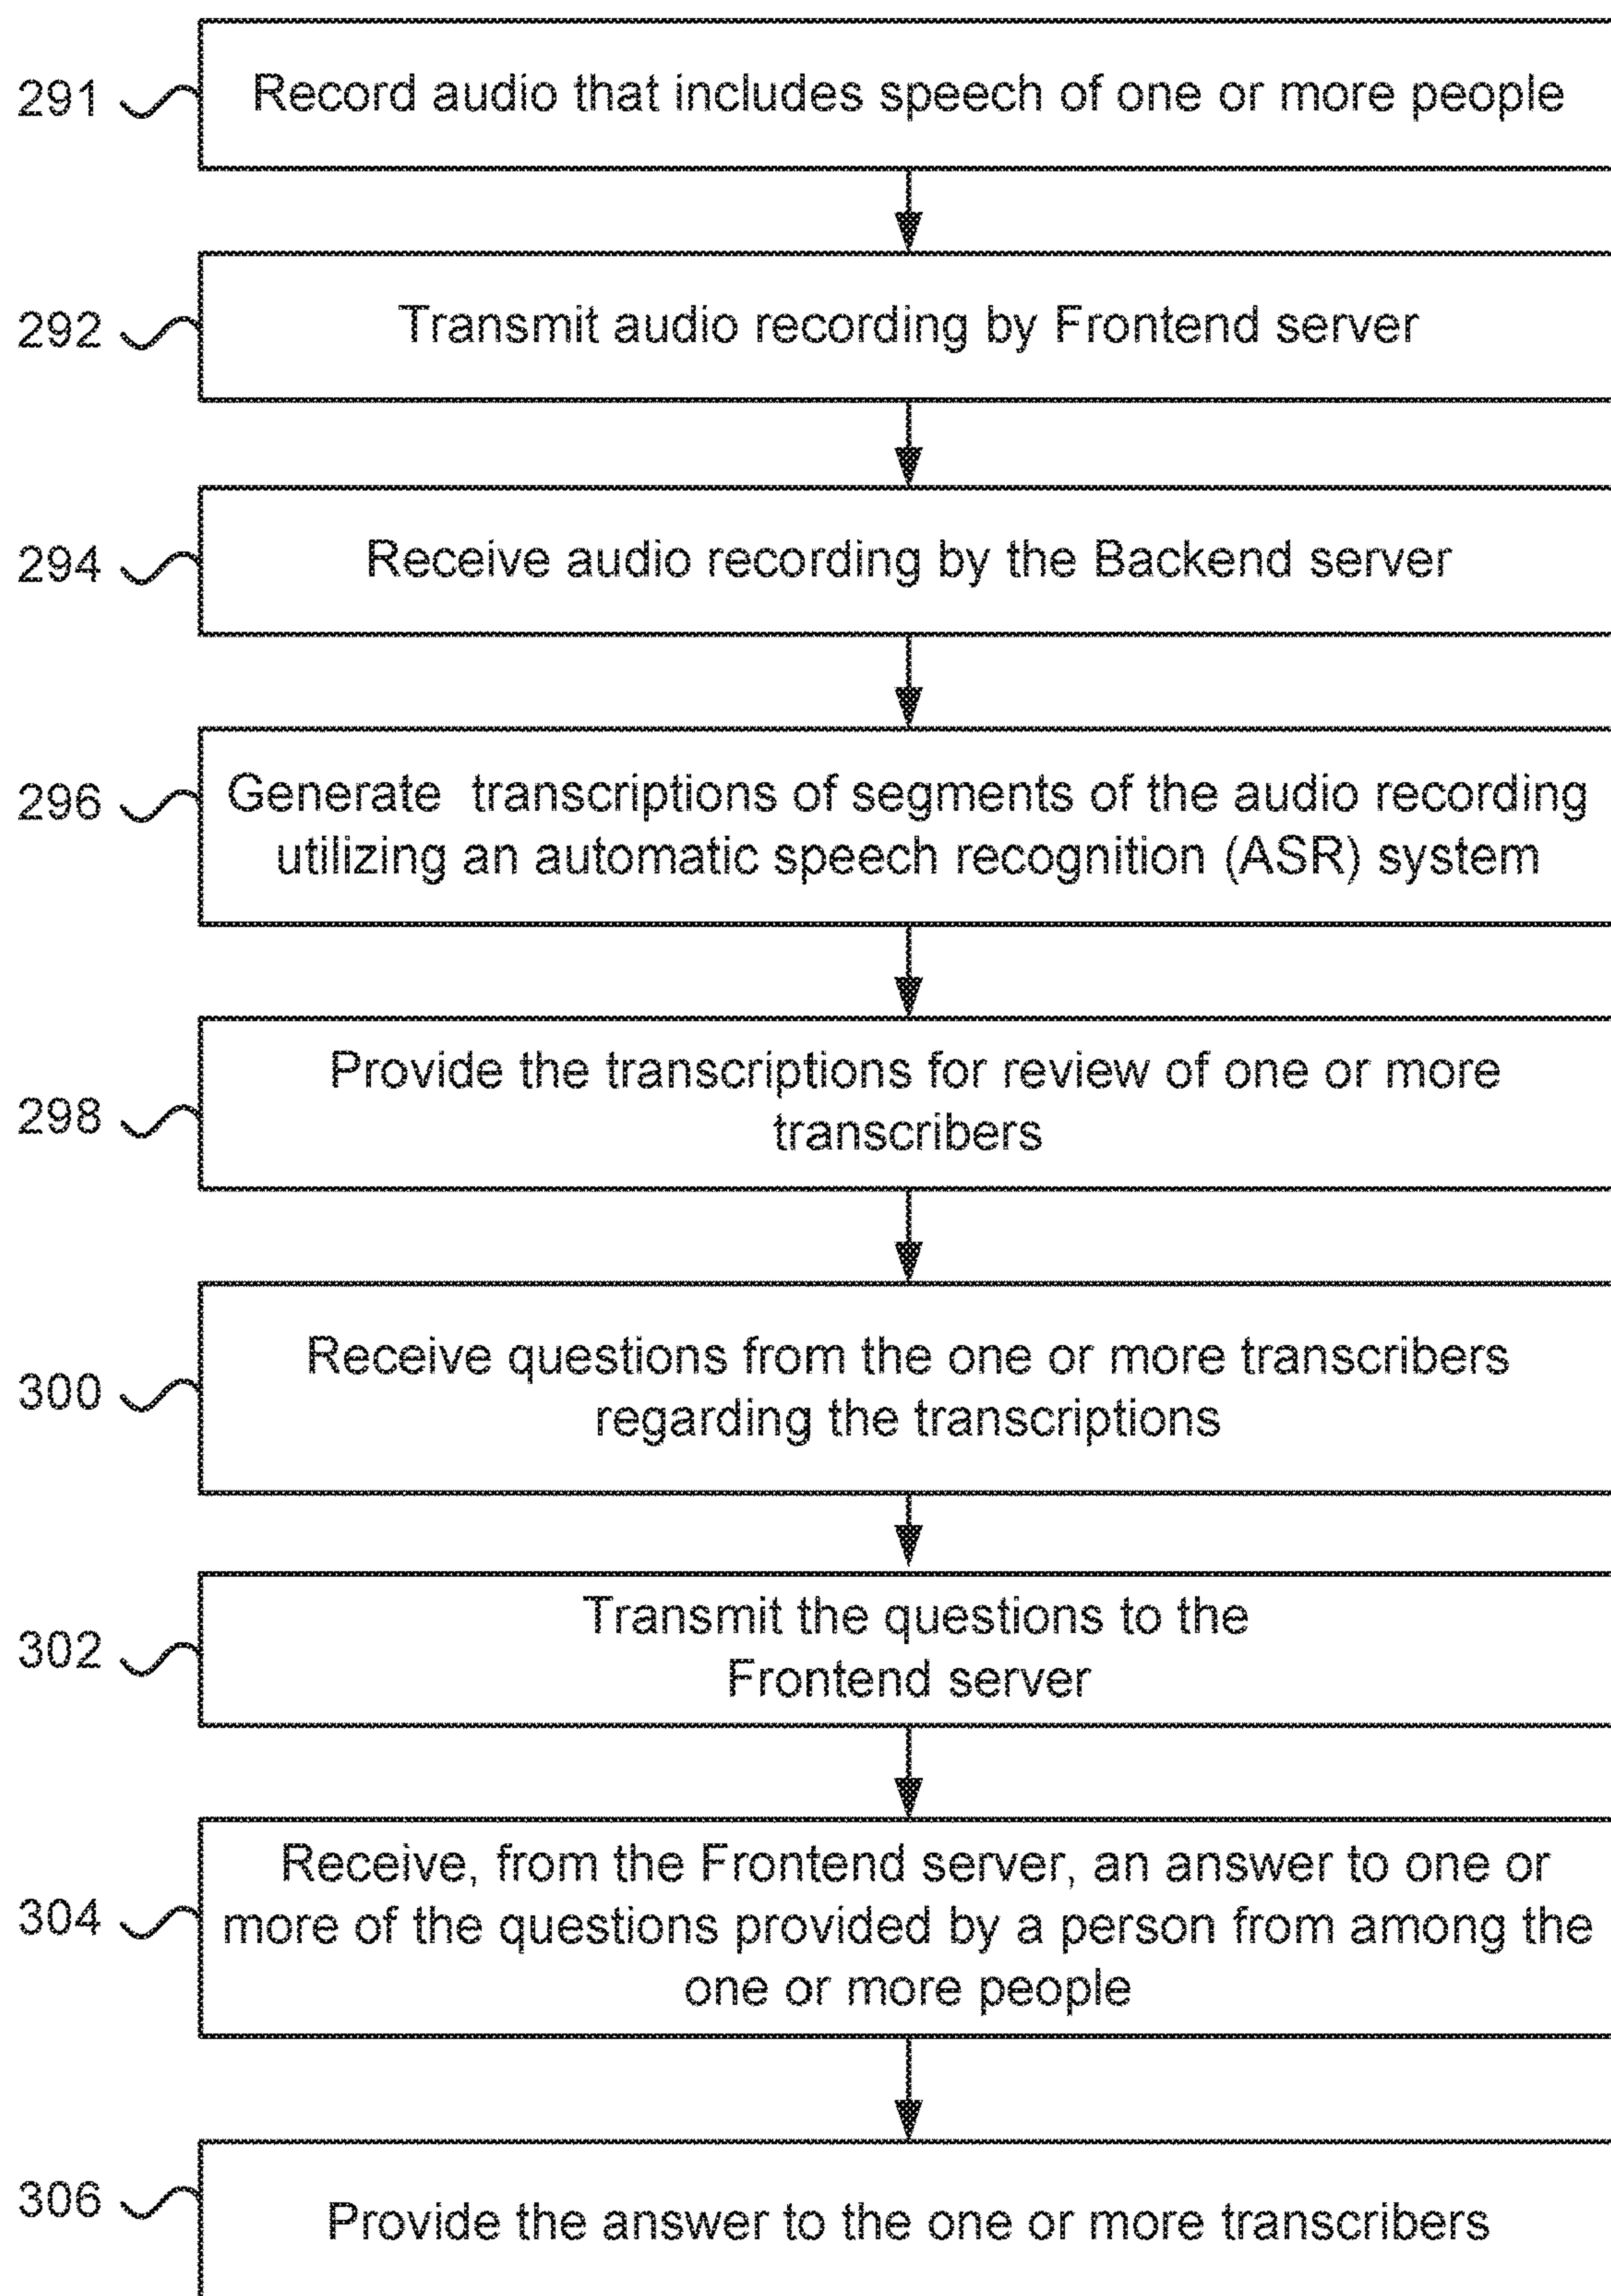 291 Record audio that includes speech of one or more people
292 Transmit audio recording by Frontend server
294 Receive audio recording by the Backend server
296 Generate transcriptions of segments of the audio recording
utilizing an automatic speech recognition (ASR) system
298 Provide the transcriptions for review of one or more
transcribers
300 Receive questions from the one or more transcribers
regarding the transcriptions
302 Transmit the questions to the
Frontend server
304 Receive, from the Frontend server, an answer to one or
more of the questions provided by a person from among the
one or more people
306 Provide the answer to the one or more transcribers